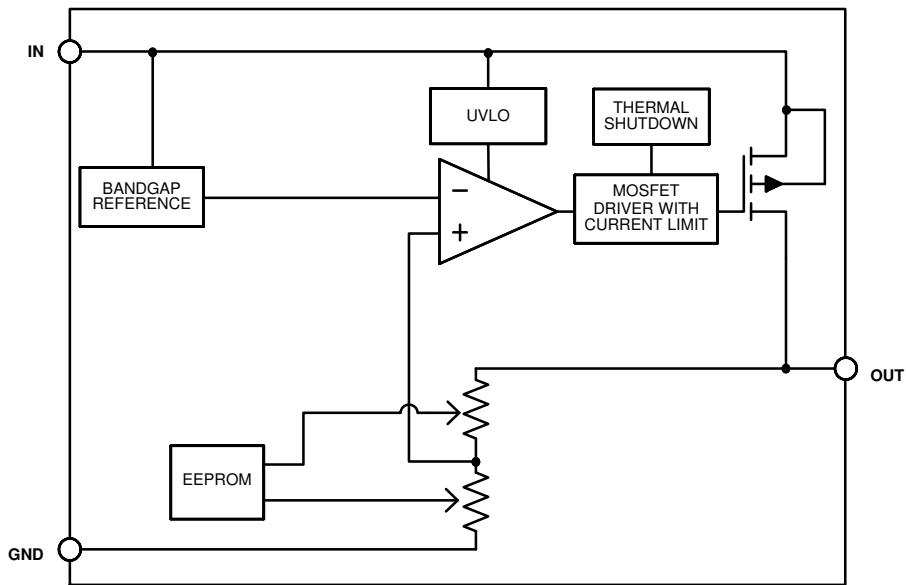 IN
UVLO
THERMAL
SHUTDOWN
BANDGAP
REFERENCE
−
+
MOSFET
DRIVER WITH
CURRENT LIMIT
OUT
EEPROM
GND